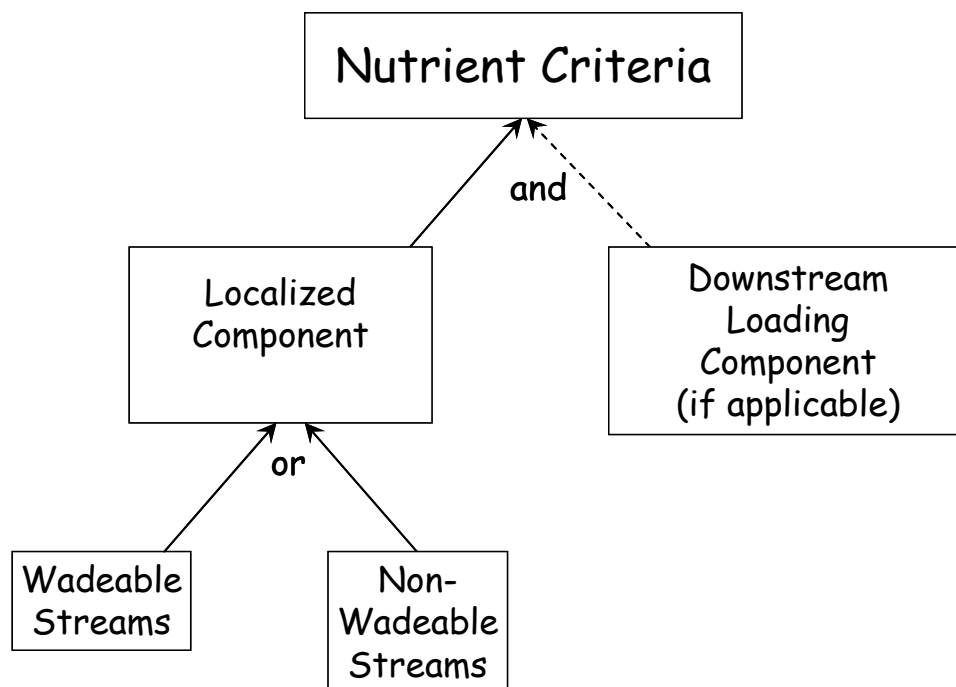 Nutrient Criteria
and
Localized
Component
Downstream
Loading
Component
(if applicable)
or
Wadeable
Streams
Non-
Wadeable
Streams